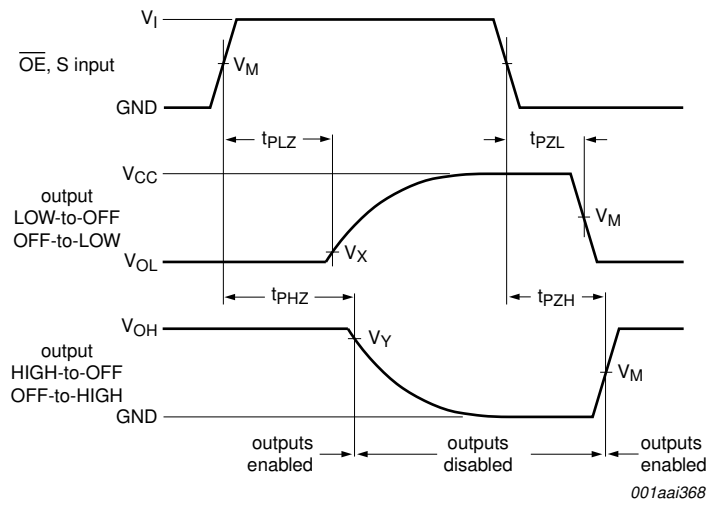 V_I
OE, S input
V_M
GND
t_PLZ
t_PZL
V_CC
output
LOW-to-OFF
OFF-to-LOW
V_M
V_X
V_OL
t_PHZ
t_PZH
V_OH
V_Y
output
HIGH-to-OFF
OFF-to-HIGH
V_M
GND
outputs
enabled
outputs
disabled
outputs
enabled
001aai368